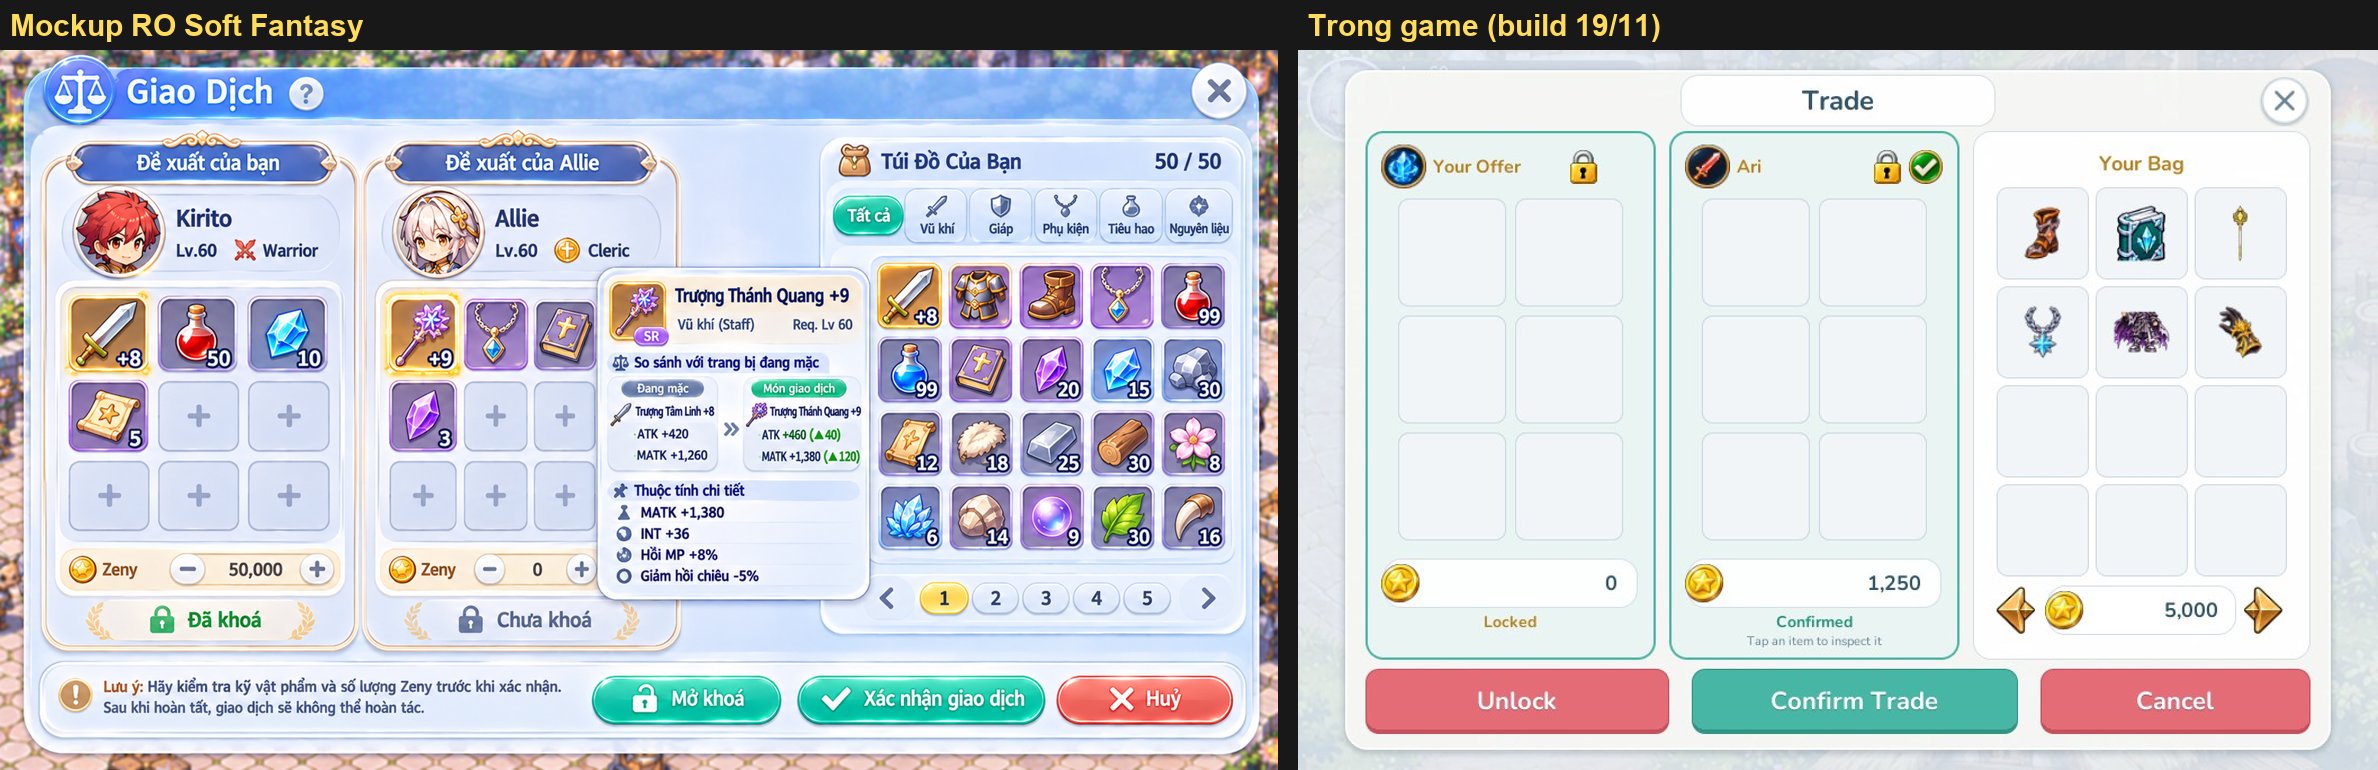 Mockup RO Soft Fantasy
Giao Dịch ?
Đề xuất của bạn
Kirito
Lv.60 Warrior
+8
50
10
5
Zeny 50,000
Đã khoá
Đề xuất của Allie
Allie
Lv.60 Cleric
+9
3
Zeny 0
Chưa khoá
Trượng Thánh Quang +9
Vũ khí (Staff) Req. Lv 60
SR
So sánh với trang bị đang mặc
Đang mặc
Trượng Tâm Linh +8
ATK +420
MATK +1,260
Món giao dịch
Trượng Thánh Quang +9
ATK +460 (▲40)
MATK +1,380 (▲120)
Thuộc tính chi tiết
MATK +1,380
INT +36
Hồi MP +8%
Giảm hồi chiêu -5%
Túi Đồ Của Bạn 50 / 50
Tất cả Vũ khí Giáp Phụ kiện Tiêu hao Nguyên liệu
+8 99
99 20 15 30
12 18 25 30 8
6 14 9 30 16
1 2 3 4 5
Lưu ý: Hãy kiểm tra kỹ vật phẩm và số lượng Zeny trước khi xác nhận.
Sau khi hoàn tất, giao dịch sẽ không thể hoàn tác.
Mở khoá
Xác nhận giao dịch
Huỷ
Trong game (build 19/11)
Trade
Your Offer
0
Locked
Ari
1,250
Confirmed
Tap an item to inspect it
Your Bag
5,000
Unlock
Confirm Trade
Cancel